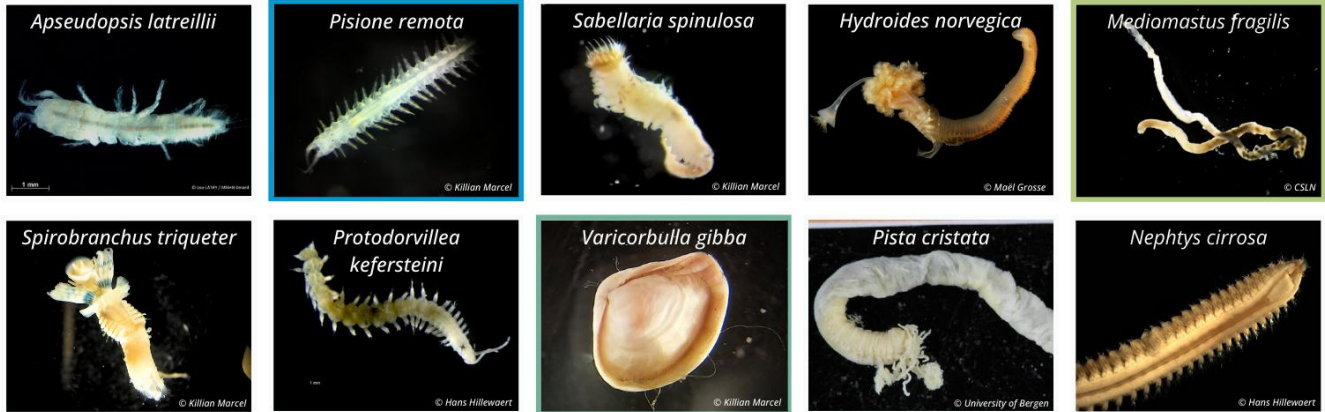 Apseudopsis latreillii
1 mm
Pisione remota
© Killian Marcel
Sabellaria spinulosa
© Killian Marcel
Hydroides norvegica
© Maël Grosse
Mediomastus fragilis
© CSLN
Spirobranchus triqueter
© Killian Marcel
Protodorvillea
kefersteini
1 mm
© Hans Hillewaert
Varicorbulla gibba
© Killian Marcel
Pista cristata
© University of Bergen
Nephtys cirrosa
© Hans Hillewaert